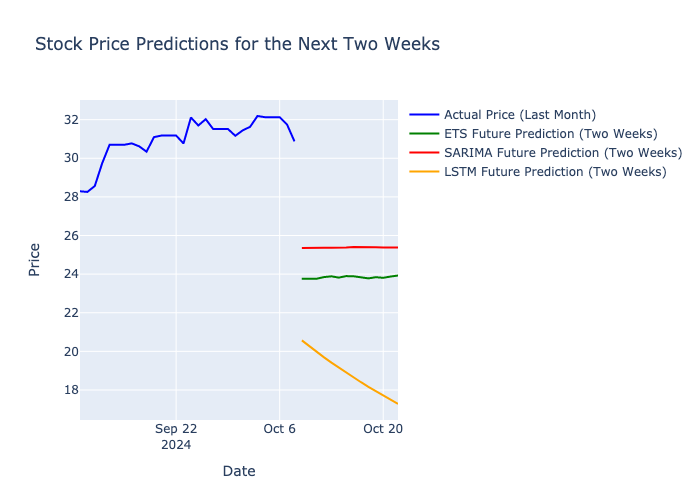 Stock Price Predictions for the Next Two Weeks
Actual Price (Last Month)
ETS Future Prediction (Two Weeks)
SARIMA Future Prediction (Two Weeks)
LSTM Future Prediction (Two Weeks)
32
30
28
26
24
22
20
18
Price
Sep 22
2024
Oct 6
Oct 20
Date